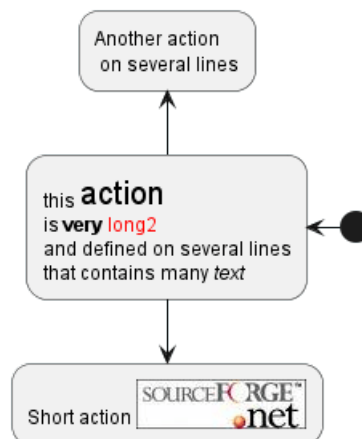 Another action
on several lines
this action
is very long2
and defined on several lines
that contains many text
Short action
SOURCEFORGE™
.net